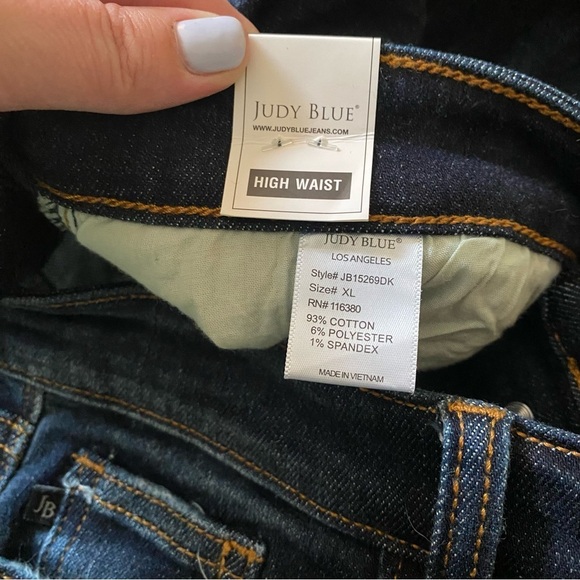 JUDY BLUE®
WWW.JUDYBLUEJEANS.COM
HIGH WAIST
JUDY BLUE®
LOS ANGELES
Style# JB15269DK
Size# XL
RN# 116380
93% COTTON
6% POLYESTER
1% SPANDEX
MADE IN VIETNAM
JB